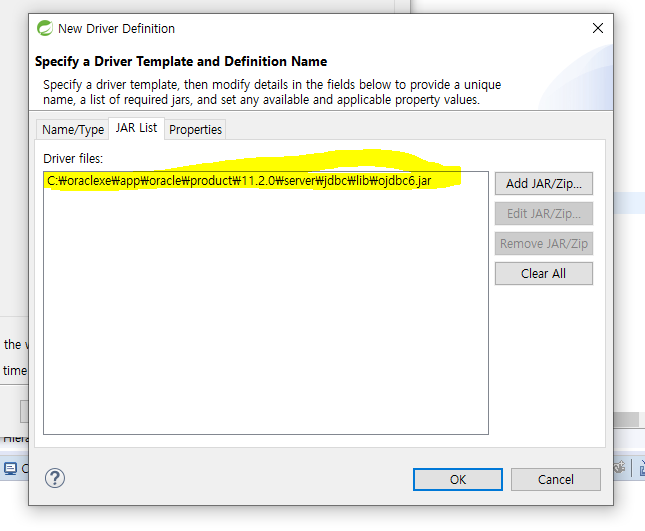 New Driver Definition
Specify a Driver Template and Definition Name
Specify a driver template, then modify details in the fields below to provide a unique
name, a list of required jars, and set any available and applicable property values.
Name/Type JAR List Properties
Driver files:
C:₩oraclexe₩app₩oracle₩product₩11.2.0₩server₩jdbc₩lib₩ojdbc6.jar
Add JAR/Zip...
Edit JAR/Zip...
Remove JAR/Zip
Clear All
the
time
?
OK Cancel